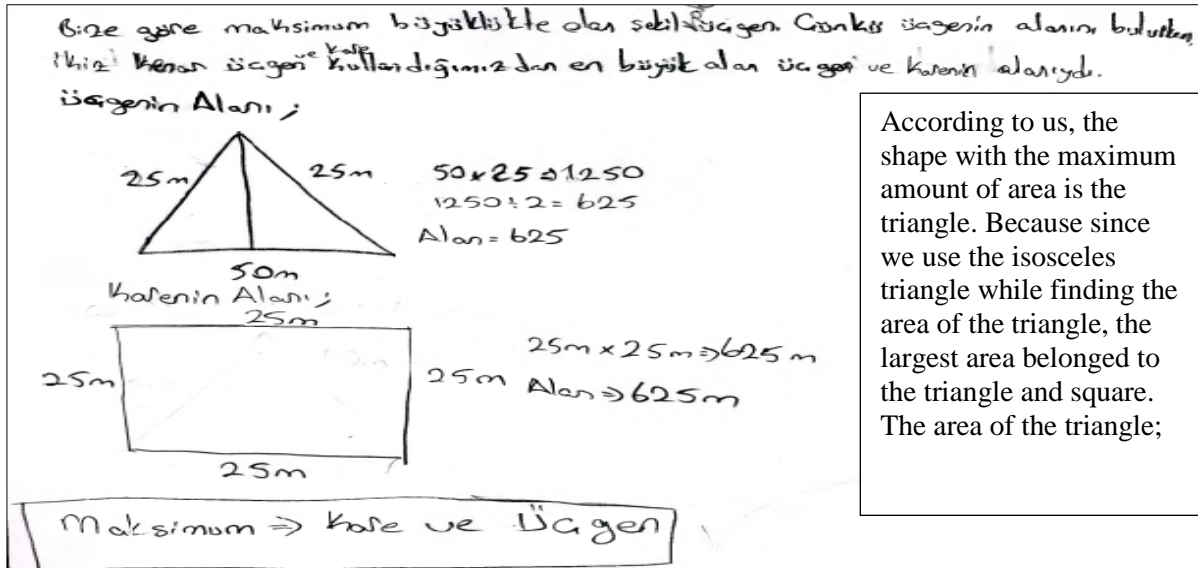 Bize göre maksimum büyüklükte olan şekil üçgen. Çünkü üçgenin alanını bulurken,
ikiz kenar üçgen ve kare kullandığımızdan en büyük alan üçgen ve karenin alanıydı.
üçgenin Alanı;
25m 25m
50m
50x25⇒1250
1250÷2=625
Alan=625
Karenin Alanı;
25m
25m 25m
25m
25m x 25m⇒625m
Alan⇒625m
Maksimum ⇒ Kare ve Üçgen
According to us, the
shape with the maximum
amount of area is the
triangle. Because since
we use the isosceles
triangle while finding the
area of the triangle, the
largest area belonged to
the triangle and square.
The area of the triangle;